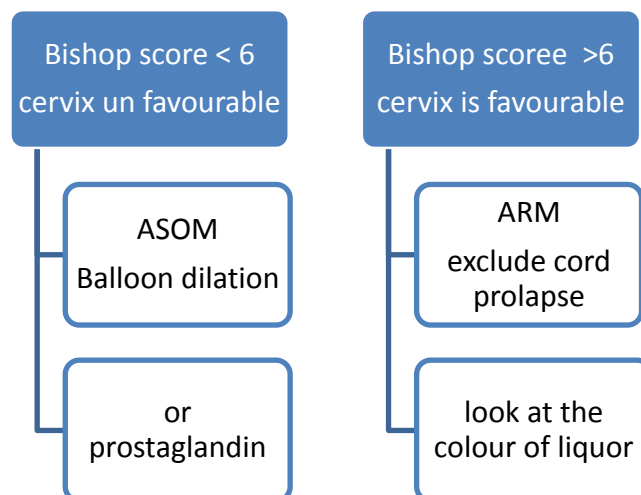 Bishop score < 6
cervix un favourable
ASOM
Balloon dilation
or
prostaglandin
Bishop scoree >6
cervix is favourable
ARM
exclude cord
prolapse
look at the
colour of liquor